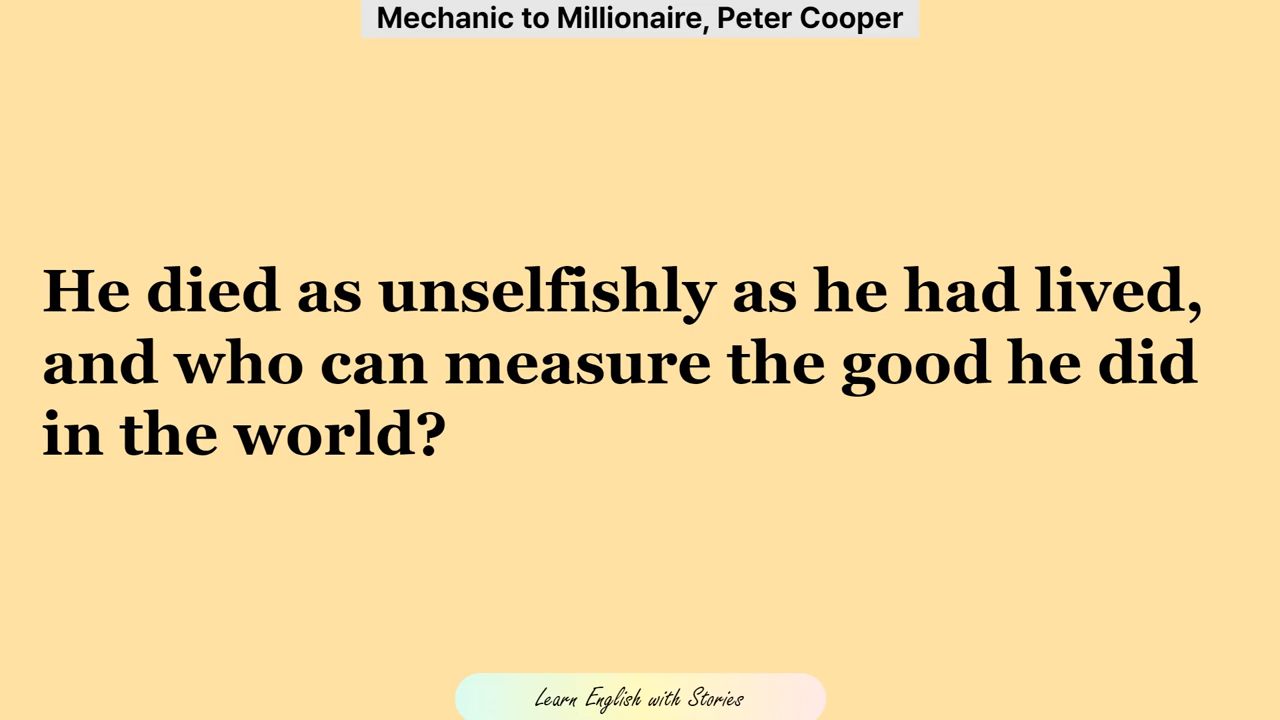 Mechanic to Millionaire, Peter Cooper
He died as unselfishly as he had lived,
and who can measure the good he did
in the world?
Learn English with Stories